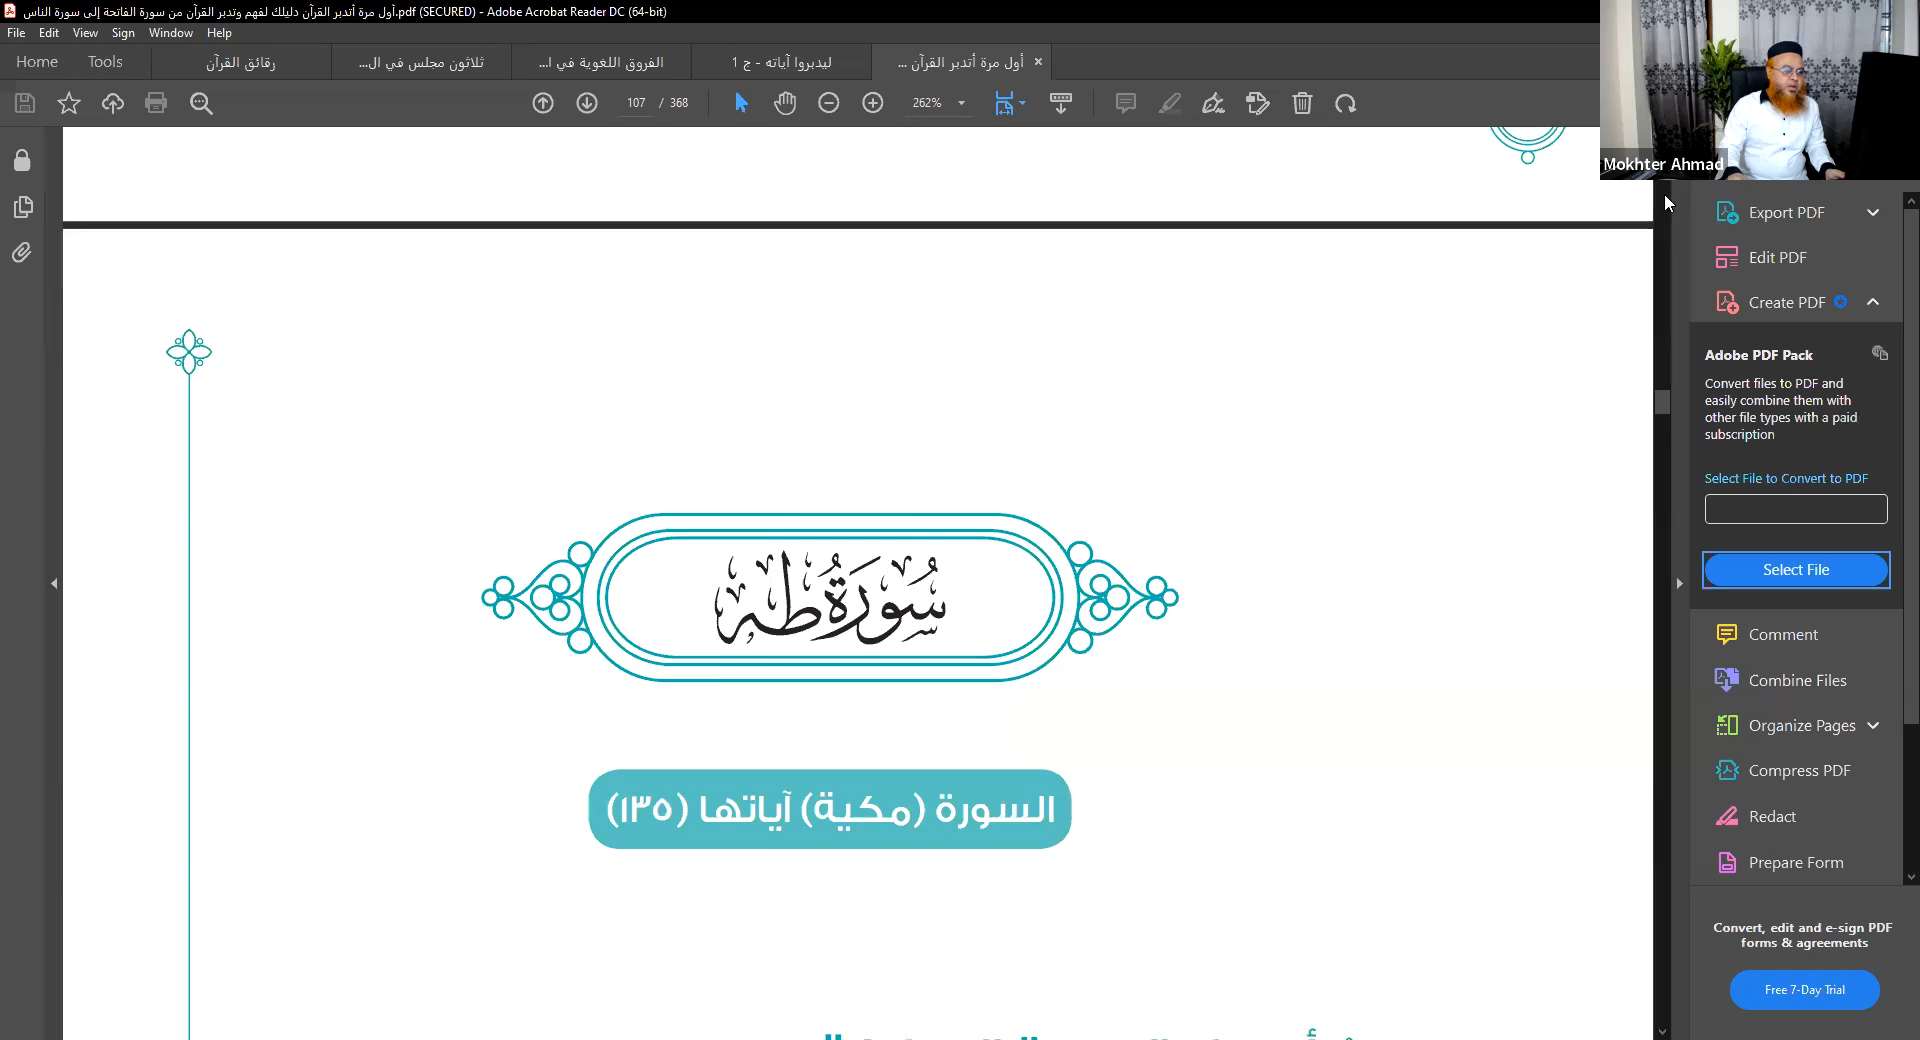 أول مرة أتدبر القرآن دليلك لفهم وتدبر القرآن من سورة الفاتحة إلى سورة الناس.pdf (SECURED) - Adobe Acrobat Reader DC (64-bit)
File Edit View Sign Window Help
Home Tools رقائق القرآن ثلاثون مجلس في ال... الفروق اللغوية في ا... ليدبروا آياته - ج 1 أول مرة أتدبر القرآن ... ×
107 / 368 262%
Mokhter Ahmad
سُورَةُ طه
السورة (مكية) آياتها (١٣٥)
Export PDF
Edit PDF
Create PDF
Adobe PDF Pack
Convert files to PDF and
easily combine them with
other file types with a paid
subscription
Select File to Convert to PDF
Select File
Comment
Combine Files
Organize Pages
Compress PDF
Redact
Prepare Form
Convert, edit and e-sign PDF
forms & agreements
Free 7-Day Trial